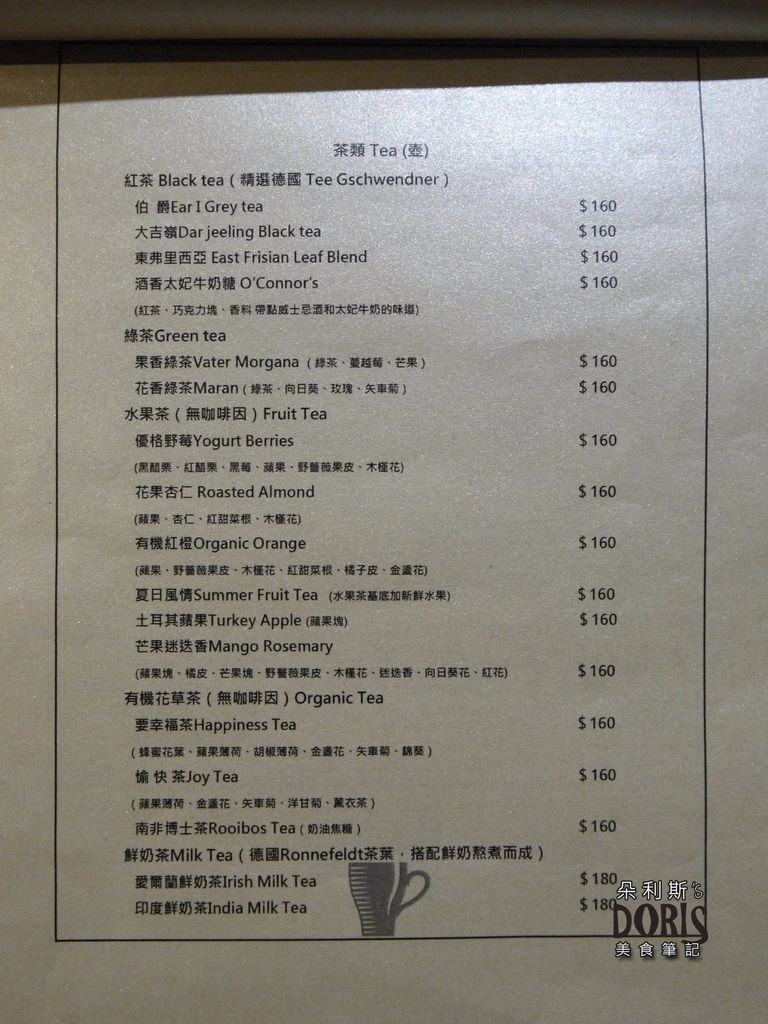 茶類 Tea (壺)
紅茶 Black tea ( 精選德國 Tee Gschwendner )
伯 爵Ear I Grey tea $160
大吉嶺Dar jeeling Black tea $160
東弗里西亞 East Frisian Leaf Blend $160
酒香太妃牛奶糖 O'Connor's $160
(紅茶、巧克力塊、香料 帶點威士忌酒和太妃牛奶的味道)
綠茶Green tea
果香綠茶Vater Morgana ( 綠茶、蔓越莓、芒果 ) $160
花香綠茶Maran ( 綠茶、向日葵、玫瑰、矢車菊 ) $160
水果茶 ( 無咖啡因 ) Fruit Tea
優格野莓Yogurt Berries $160
(黑醋栗、紅醋栗、黑莓、蘋果、野薔薇果皮、木槿花)
花果杏仁 Roasted Almond $160
(蘋果、杏仁、紅甜菜根、木槿花)
有機紅橙Organic Orange $160
(蘋果、野薔薇果皮、木槿花、紅甜菜根、橘子皮、金盞花)
夏日風情Summer Fruit Tea (水果茶基底加新鮮水果) $160
土耳其蘋果Turkey Apple (蘋果塊) $160
芒果迷迭香Mango Rosemary
(蘋果塊、橘皮、芒果塊、野薔薇果皮、木槿花、迷迭香、向日葵花、紅花) $160
有機花草茶 ( 無咖啡因 ) Organic Tea
要幸福茶Happiness Tea $160
( 蜂蜜花葉、蘋果薄荷、胡椒薄荷、金盞花、矢車菊、錦葵 )
愉 快 茶Joy Tea $160
( 蘋果薄荷、金盞花、矢車菊、洋甘菊、薰衣茶 )
南非博士茶Rooibos Tea ( 奶油焦糖 ) $160
鮮奶茶Milk Tea ( 德國Ronnefeldt茶葉，搭配鮮奶熬煮而成 )
愛爾蘭鮮奶茶Irish Milk Tea $180
印度鮮奶茶India Milk Tea $180
朵利斯's
DORIS
美食筆記